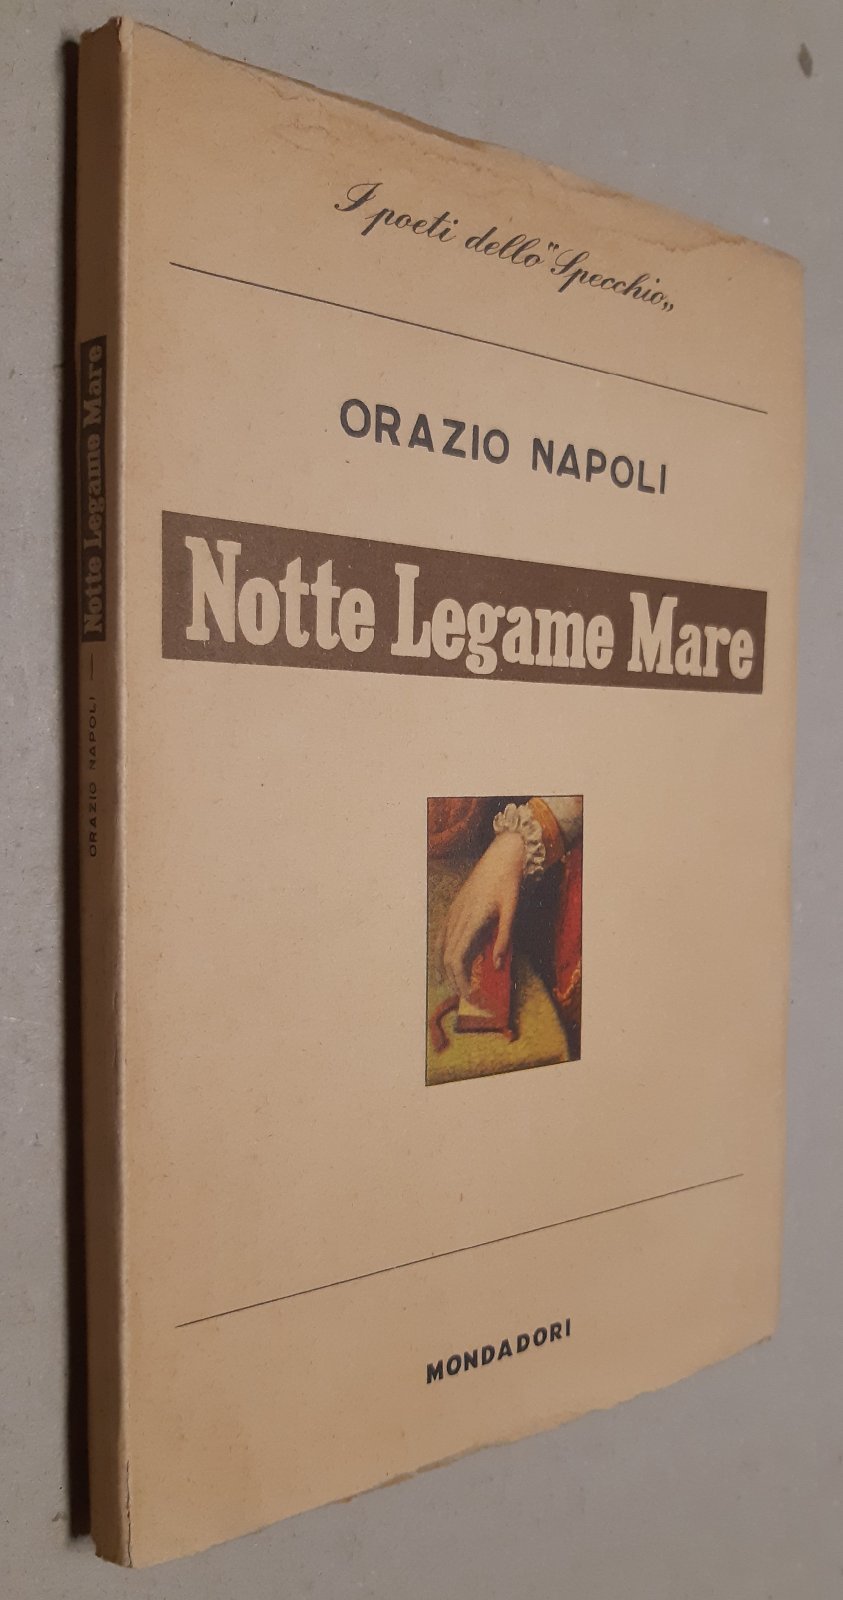 I poeti dello "Specchio„
ORAZIO NAPOLI
Notte Legame Mare
MONDADORI
ORAZIO NAPOLI — Notte Legame Mare